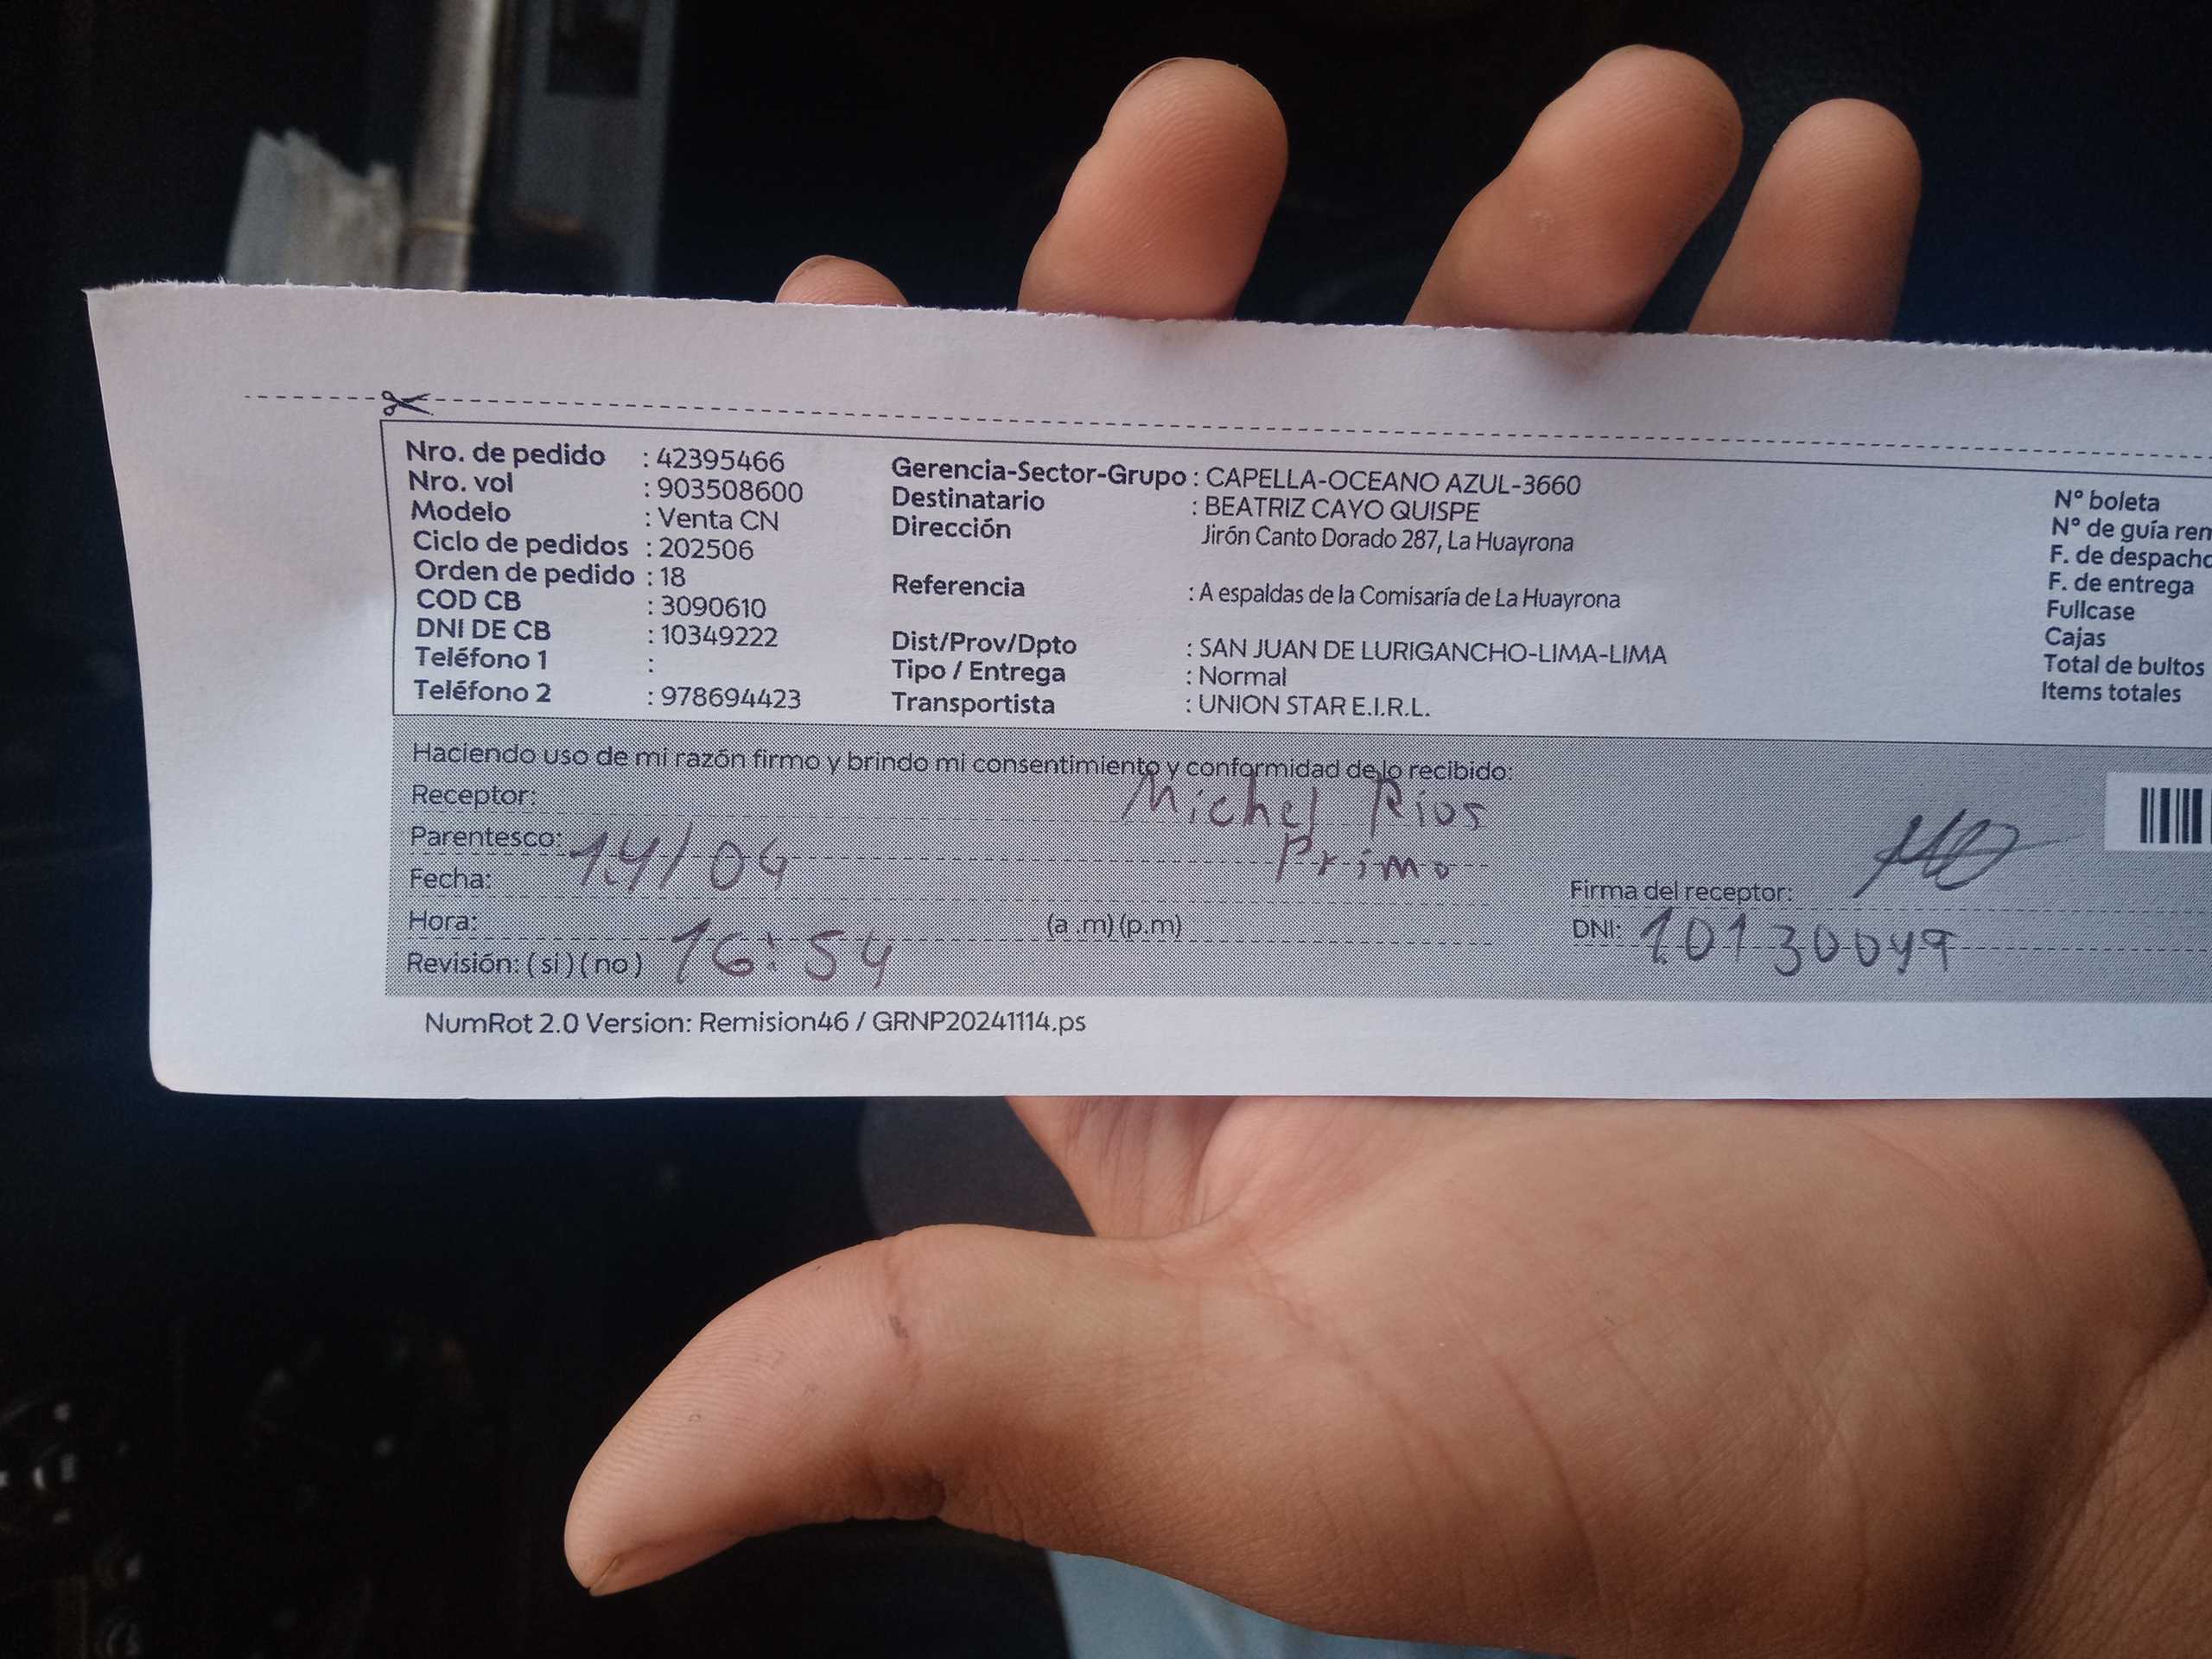 Nro. de pedido : 42395466
Nro. vol : 903508600
Modelo : Venta CN
Ciclo de pedidos : 202506
Orden de pedido : 18
COD CB : 3090610
DNI DE CB : 10349222
Teléfono 1 :
Teléfono 2 : 978694423
Gerencia-Sector-Grupo : CAPELLA-OCEANO AZUL-3660
Destinatario : BEATRIZ CAYO QUISPE
Dirección Jirón Canto Dorado 287, La Huayrona
Referencia : A espaldas de la Comisaría de La Huayrona
Dist/Prov/Dpto : SAN JUAN DE LURIGANCHO-LIMA-LIMA
Tipo / Entrega : Normal
Transportista : UNION STAR E.I.R.L.
N° boleta
N° de guía rem
F. de despacho
F. de entrega
Fullcase
Cajas
Total de bultos
Items totales
Haciendo uso de mi razón firmo y brindo mi consentimiento y conformidad de lo recibido:
Receptor: Michel Rios
Parentesco: Primo
Fecha: 14/04
Hora: 16:54 (a .m) (p.m)
Revisión: ( si ) ( no )
Firma del receptor:
DNI: 10130049
NumRot 2.0 Version: Remision46 / GRNP20241114.ps